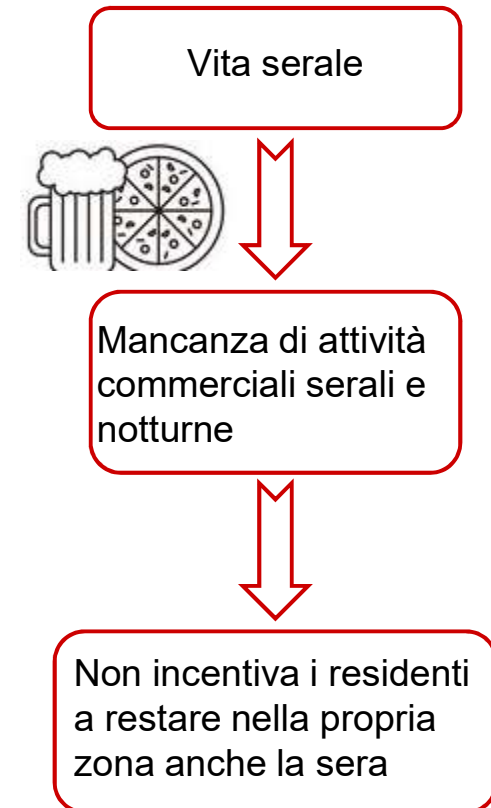 Vita serale
Mancanza di attività
commerciali serali e
notturne
Non incentiva i residenti
a restare nella propria
zona anche la sera